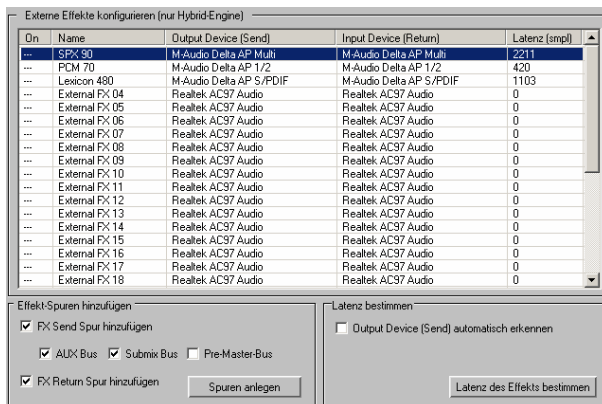 Externe Effekte konfigurieren (nur Hybrid-Engine)
On Name Output Device (Send) Input Device (Return) Latenz (smpl)
--- SPX 90 M-Audio Delta AP Multi M-Audio Delta AP Multi 2211
--- PCM 70 M-Audio Delta AP 1/2 M-Audio Delta AP 1/2 420
--- Lexicon 480 M-Audio Delta AP S/PDIF M-Audio Delta AP S/PDIF 1103
--- External FX 04 Realtek AC97 Audio Realtek AC97 Audio 0
--- External FX 05 Realtek AC97 Audio Realtek AC97 Audio 0
--- External FX 06 Realtek AC97 Audio Realtek AC97 Audio 0
--- External FX 07 Realtek AC97 Audio Realtek AC97 Audio 0
--- External FX 08 Realtek AC97 Audio Realtek AC97 Audio 0
--- External FX 09 Realtek AC97 Audio Realtek AC97 Audio 0
--- External FX 10 Realtek AC97 Audio Realtek AC97 Audio 0
--- External FX 11 Realtek AC97 Audio Realtek AC97 Audio 0
--- External FX 12 Realtek AC97 Audio Realtek AC97 Audio 0
--- External FX 13 Realtek AC97 Audio Realtek AC97 Audio 0
--- External FX 14 Realtek AC97 Audio Realtek AC97 Audio 0
--- External FX 15 Realtek AC97 Audio Realtek AC97 Audio 0
--- External FX 16 Realtek AC97 Audio Realtek AC97 Audio 0
--- External FX 17 Realtek AC97 Audio Realtek AC97 Audio 0
--- External FX 18 Realtek AC97 Audio Realtek AC97 Audio 0
Effekt-Spuren hinzufügen
FX Send Spur hinzufügen
AUX Bus Submix Bus Pre-Master-Bus
FX Return Spur hinzufügen
Spuren anlegen
Latenz bestimmen
Output Device (Send) automatisch erkennen
Latenz des Effekts bestimmen